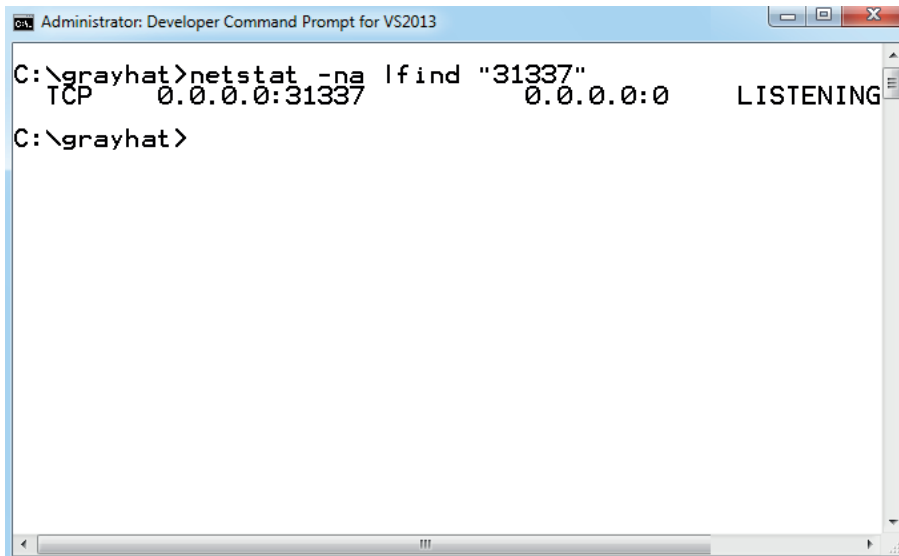 Administrator: Developer Command Prompt for VS2013
C:\grayhat>netstat -na |find "31337"
TCP 0.0.0.0:31337 0.0.0.0:0 LISTENING
C:\grayhat>